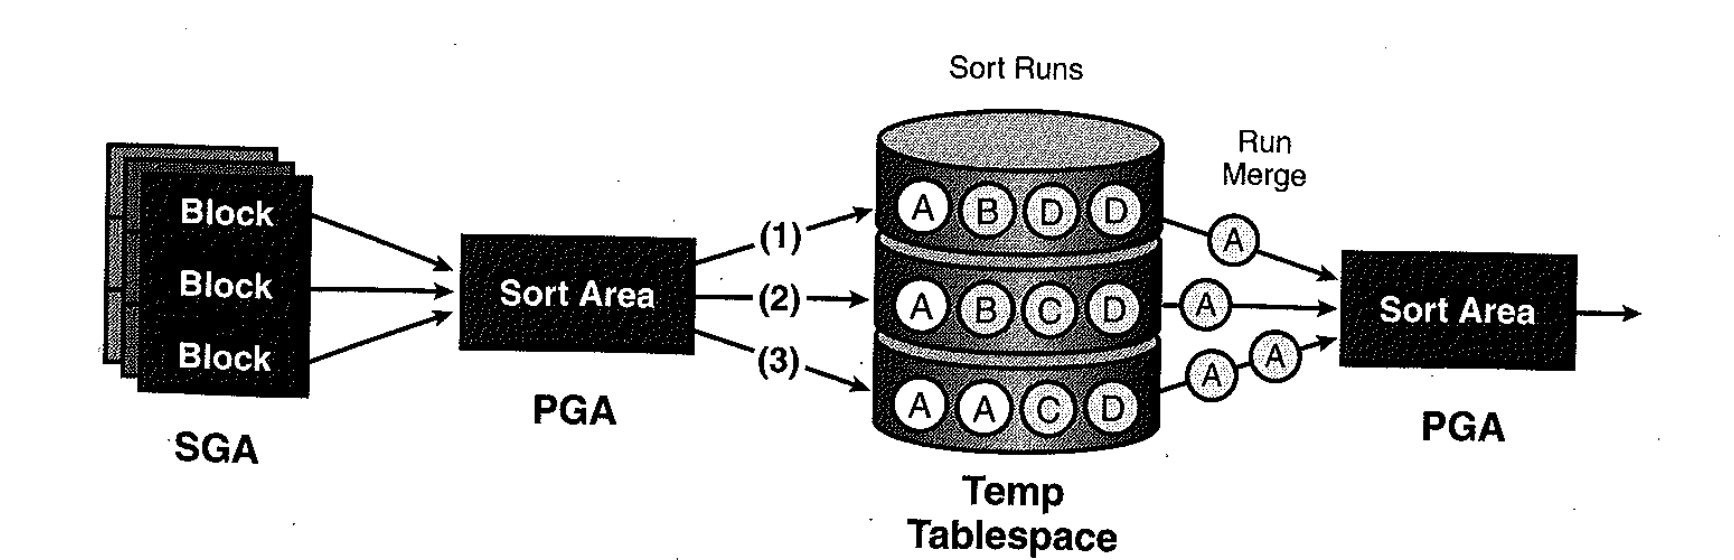 Sort Runs
Run
Merge
Block
Block
Block
SGA
Sort Area
PGA
(1)
(2)
(3)
A B D D
A B C D
A A C D
Temp
Tablespace
A
A
A A
Sort Area
PGA